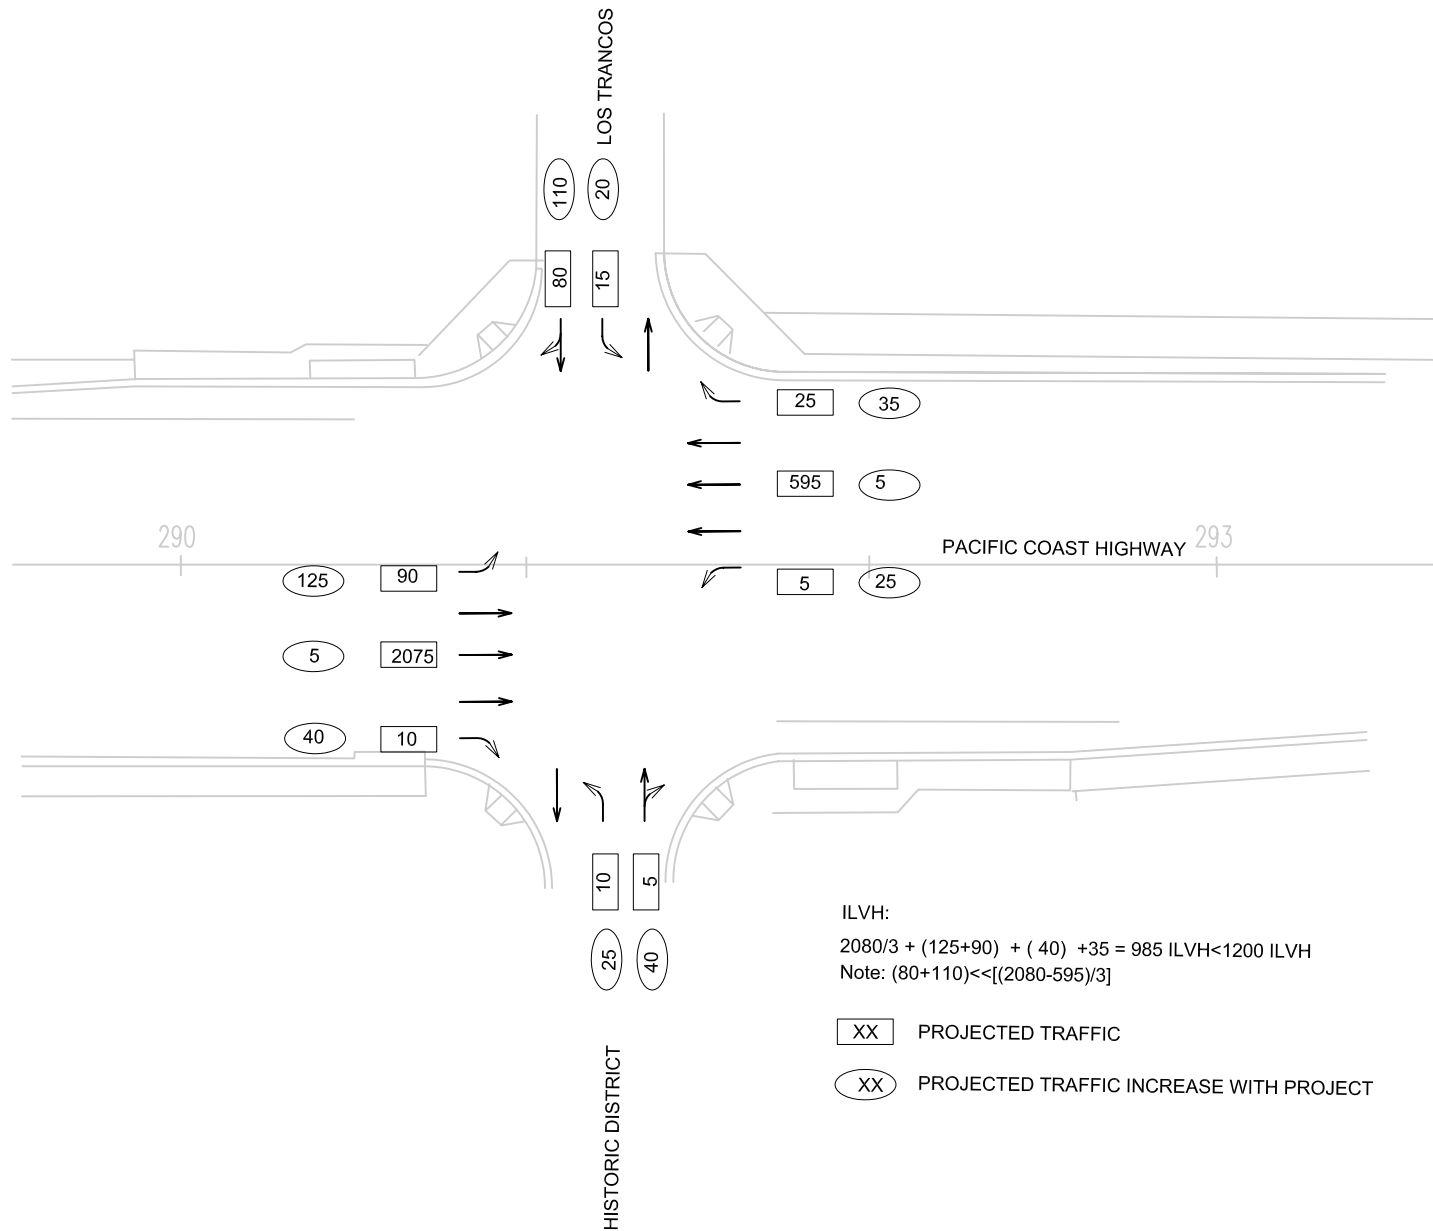 LOS TRANCOS
110
20
80
15
25
35
595
5
290
PACIFIC COAST HIGHWAY
293
125
90
5
25
5
2075
40
10
10
5
25
40
ILVH:
2080/3 + (125+90) + ( 40) +35 = 985 ILVH<1200 ILVH
Note: (80+110)<<[(2080-595)/3]
XX PROJECTED TRAFFIC
XX PROJECTED TRAFFIC INCREASE WITH PROJECT
HISTORIC DISTRICT